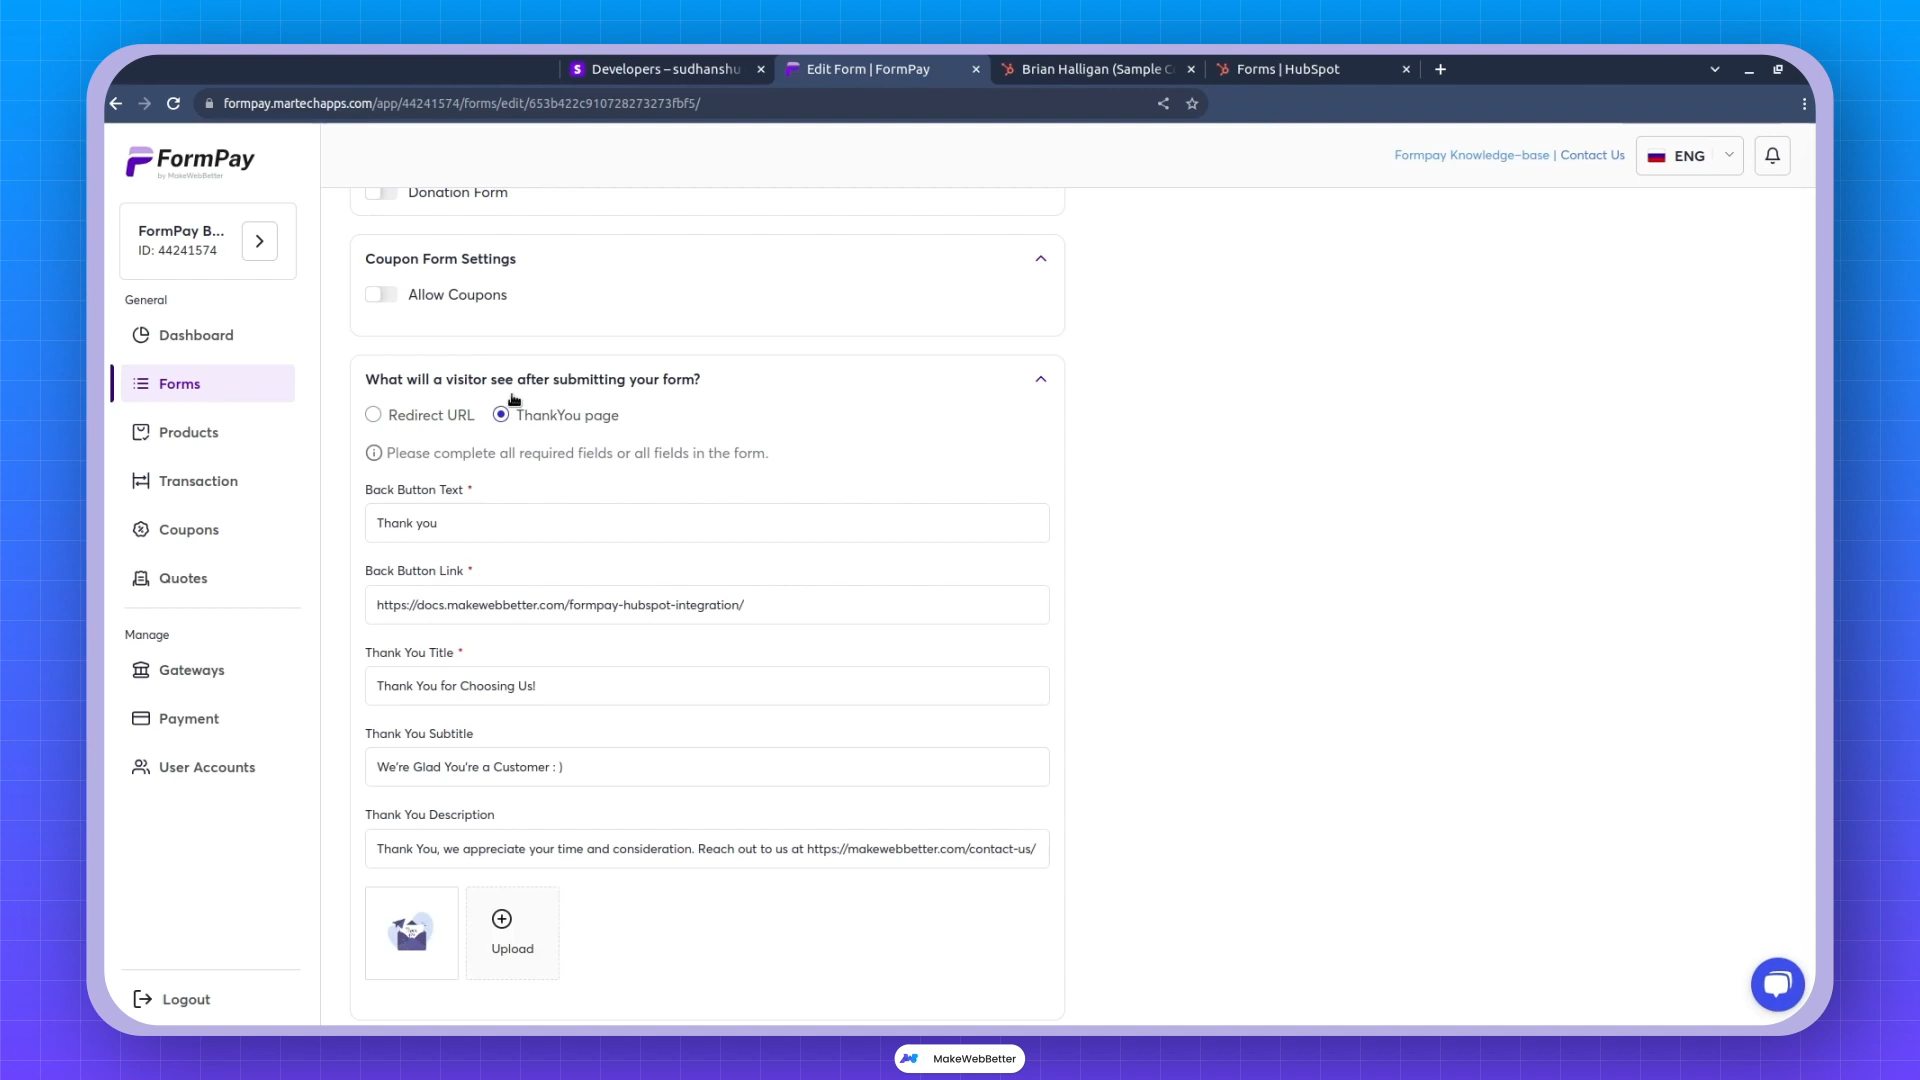 Developers – sudhanshu
Edit Form | FormPay
Brian Halligan (Sample C
Forms | HubSpot
formpay.martechapps.com/app/44241574/forms/edit/653b422c910728273273fbf5/
FormPay
by MakeWebBetter
Formpay Knowledge-base | Contact Us
ENG
FormPay B...
ID: 44241574
General
Dashboard
Forms
Products
Transaction
Coupons
Quotes
Manage
Gateways
Payment
User Accounts
Logout
Donation Form
Coupon Form Settings
Allow Coupons
What will a visitor see after submitting your form?
Redirect URL
ThankYou page
Please complete all required fields or all fields in the form.
Back Button Text *
Thank you
Back Button Link *
https://docs.makewebbetter.com/formpay-hubspot-integration/
Thank You Title *
Thank You for Choosing Us!
Thank You Subtitle
We're Glad You're a Customer : )
Thank You Description
Thank You, we appreciate your time and consideration. Reach out to us at https://makewebbetter.com/contact-us/
Upload
MakeWebBetter